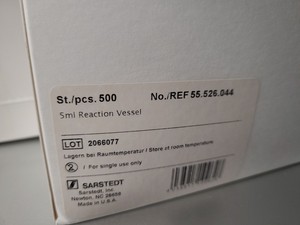 St./pcs. 500 No./REF 55.526.044
5ml Reaction Vessel
LOT 2066077
Lagern bei Raumtemperatur / Store at room temperature
2 / For single use only
SARSTEDT
Sarstedt, Inc.
Newton, NC 28658
Made in U.S.A.